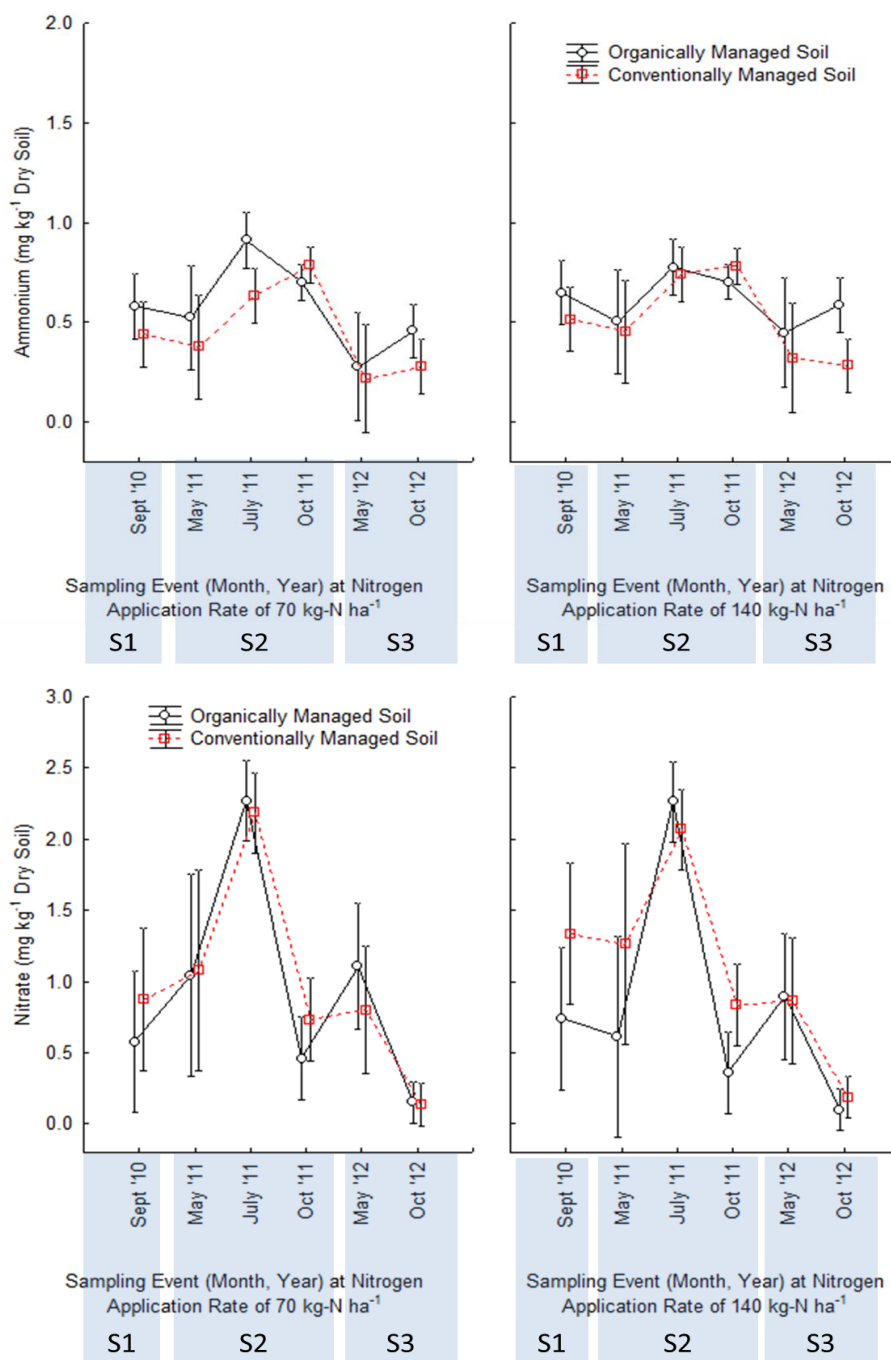 2.0
1.5
1.0
0.5
0.0
Ammonium (mg kg⁻¹ Dry Soil)
Organically Managed Soil
Conventionally Managed Soil
Sept '10
May '11
July '11
Oct '11
May '12
Oct '12
Sampling Event (Month, Year) at Nitrogen
Application Rate of 70 kg-N ha⁻¹
S1 S2 S3
Sept '10
May '11
July '11
Oct '11
May '12
Oct '12
Sampling Event (Month, Year) at Nitrogen
Application Rate of 140 kg-N ha⁻¹
S1 S2 S3
3.0
2.5
2.0
1.5
1.0
0.5
0.0
Nitrate (mg kg⁻¹ Dry Soil)
Organically Managed Soil
Conventionally Managed Soil
Sept '10
May '11
July '11
Oct '11
May '12
Oct '12
Sampling Event (Month, Year) at Nitrogen
Application Rate of 70 kg-N ha⁻¹
S1 S2 S3
Sept '10
May '11
July '11
Oct '11
May '12
Oct '12
Sampling Event (Month, Year) at Nitrogen
Application Rate of 140 kg-N ha⁻¹
S1 S2 S3